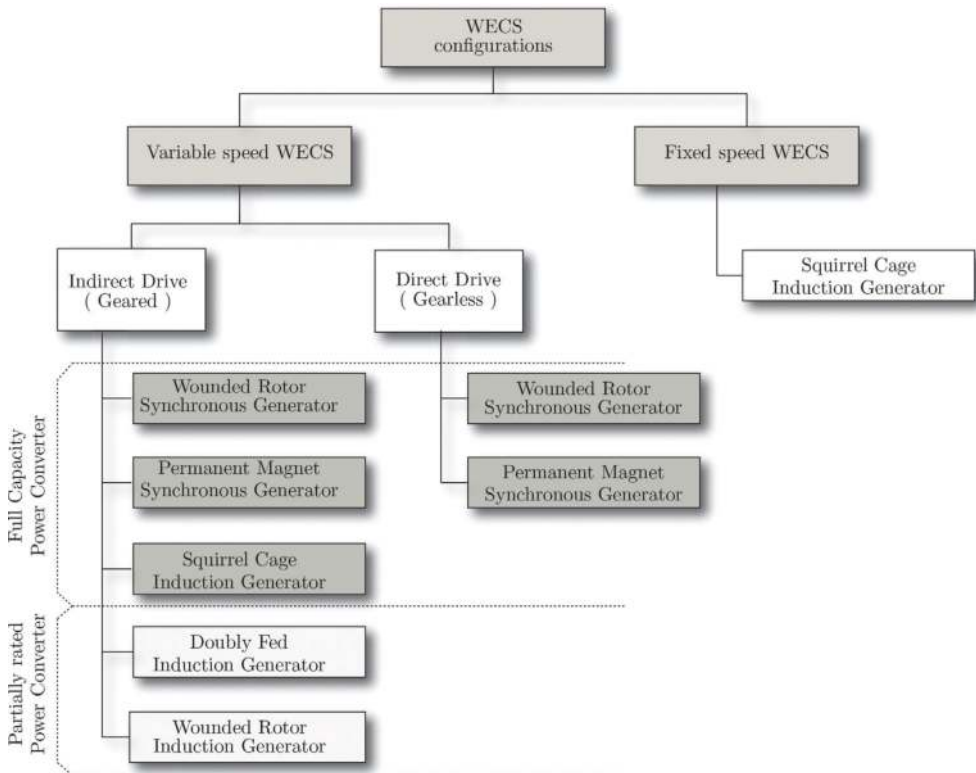 WECS
configurations
Variable speed WECS
Fixed speed WECS
Indirect Drive
( Geared )
Direct Drive
( Gearless )
Squirrel Cage
Induction Generator
Full Capacity
Power Converter
Wounded Rotor
Synchronous Generator
Wounded Rotor
Synchronous Generator
Permanent Magnet
Synchronous Generator
Permanent Magnet
Synchronous Generator
Squirrel Cage
Induction Generator
Partially rated
Power Converter
Doubly Fed
Induction Generator
Wounded Rotor
Induction Generator